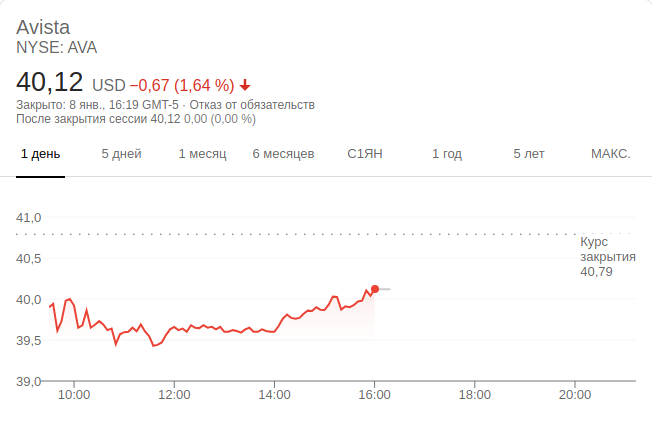 Avista
NYSE: AVA
40,12 USD −0,67 (1,64 %)
Закрыто: 8 янв., 16:19 GMT-5 · Отказ от обязательств
После закрытия сессии 40,12 0,00 (0,00 %)
1 день 5 дней 1 месяц 6 месяцев С1ЯН 1 год 5 лет МАКС.
41,0
Курс
закрытия
40,79
40,5
40,0
39,5
39,0
10:00 12:00 14:00 16:00 18:00 20:00